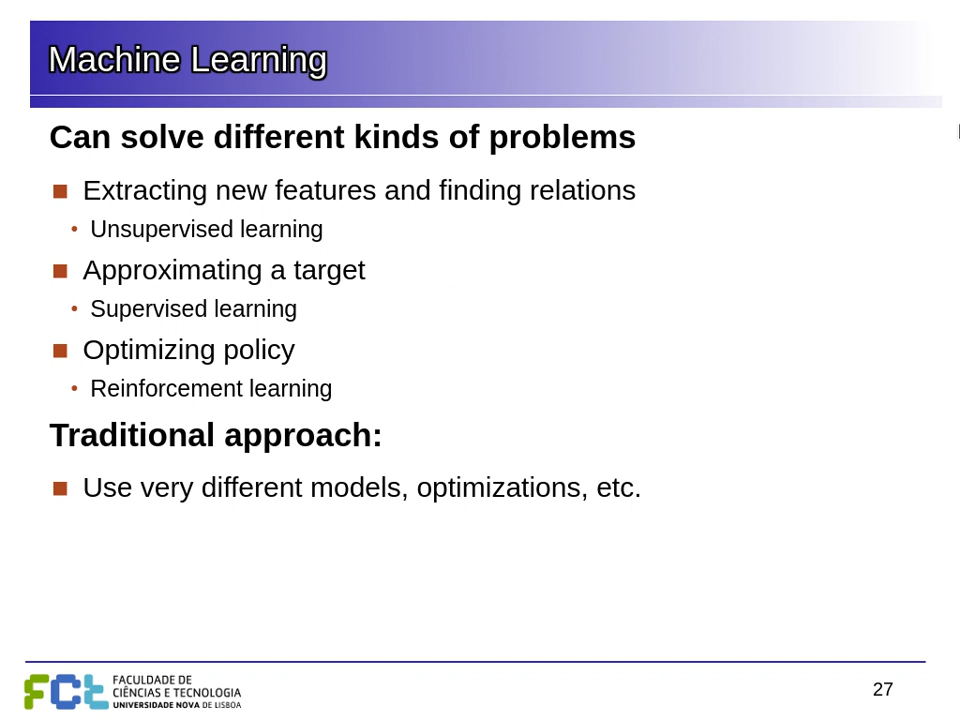 Machine Learning
Can solve different kinds of problems
■ Extracting new features and finding relations
• Unsupervised learning
■ Approximating a target
• Supervised learning
■ Optimizing policy
• Reinforcement learning
Traditional approach:
■ Use very different models, optimizations, etc.
FCt FACULDADE DE
CIÊNCIAS E TECNOLOGIA
UNIVERSIDADE NOVA DE LISBOA
27